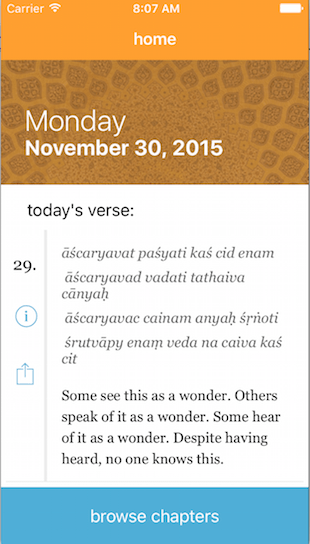 Carrier 8:07 AM
home
Monday
November 30, 2015
today's verse:
29.
āścaryavat paśyati kaś cid enam
āścaryavad vadati tathaiva
cānyaḥ
āścaryavac cainam anyaḥ śṛṅoti
śrutvāpy enaṃ veda na caiva kaś
cit
Some see this as a wonder. Others
speak of it as a wonder. Some hear
of it as a wonder. Despite having
heard, no one knows this.
browse chapters